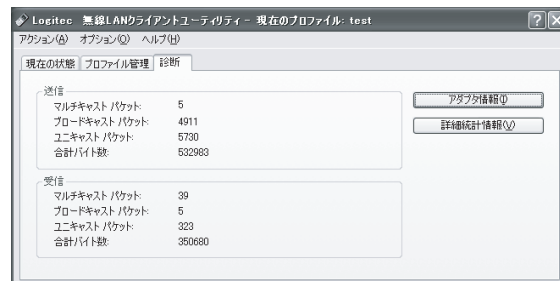 Logitec 無線LANクライアントユーティリティ - 現在のプロファイル: test
アクション(A) オプション(O) ヘルプ(H)
現在の状態 プロファイル管理 診断
送信
マルチキャスト パケット: 5
ブロードキャスト パケット: 4911
ユニキャスト パケット: 5730
合計バイト数: 532983
アダプタ情報(I)
詳細統計情報(V)
受信
マルチキャスト パケット: 39
ブロードキャスト パケット: 5
ユニキャスト パケット: 323
合計バイト数: 350680